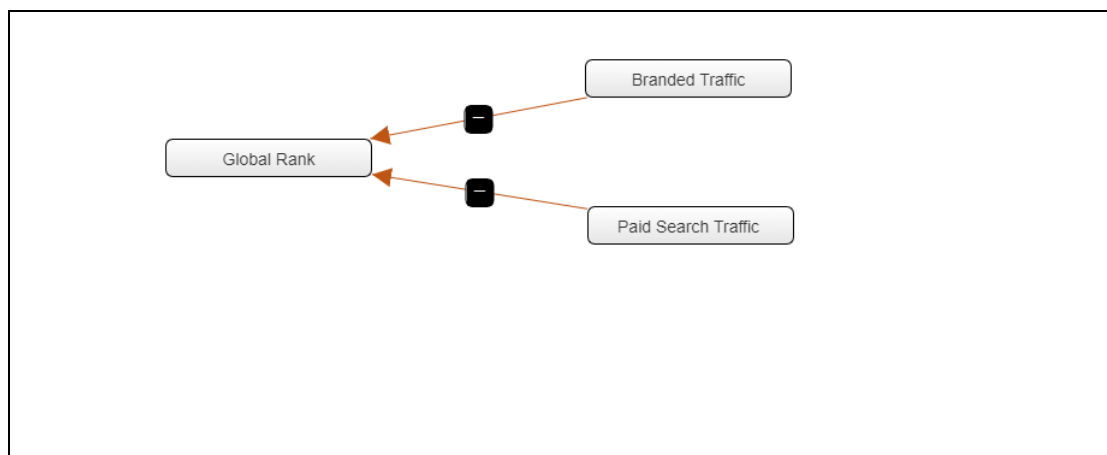 Branded Traffic
–
Global Rank
–
Paid Search Traffic